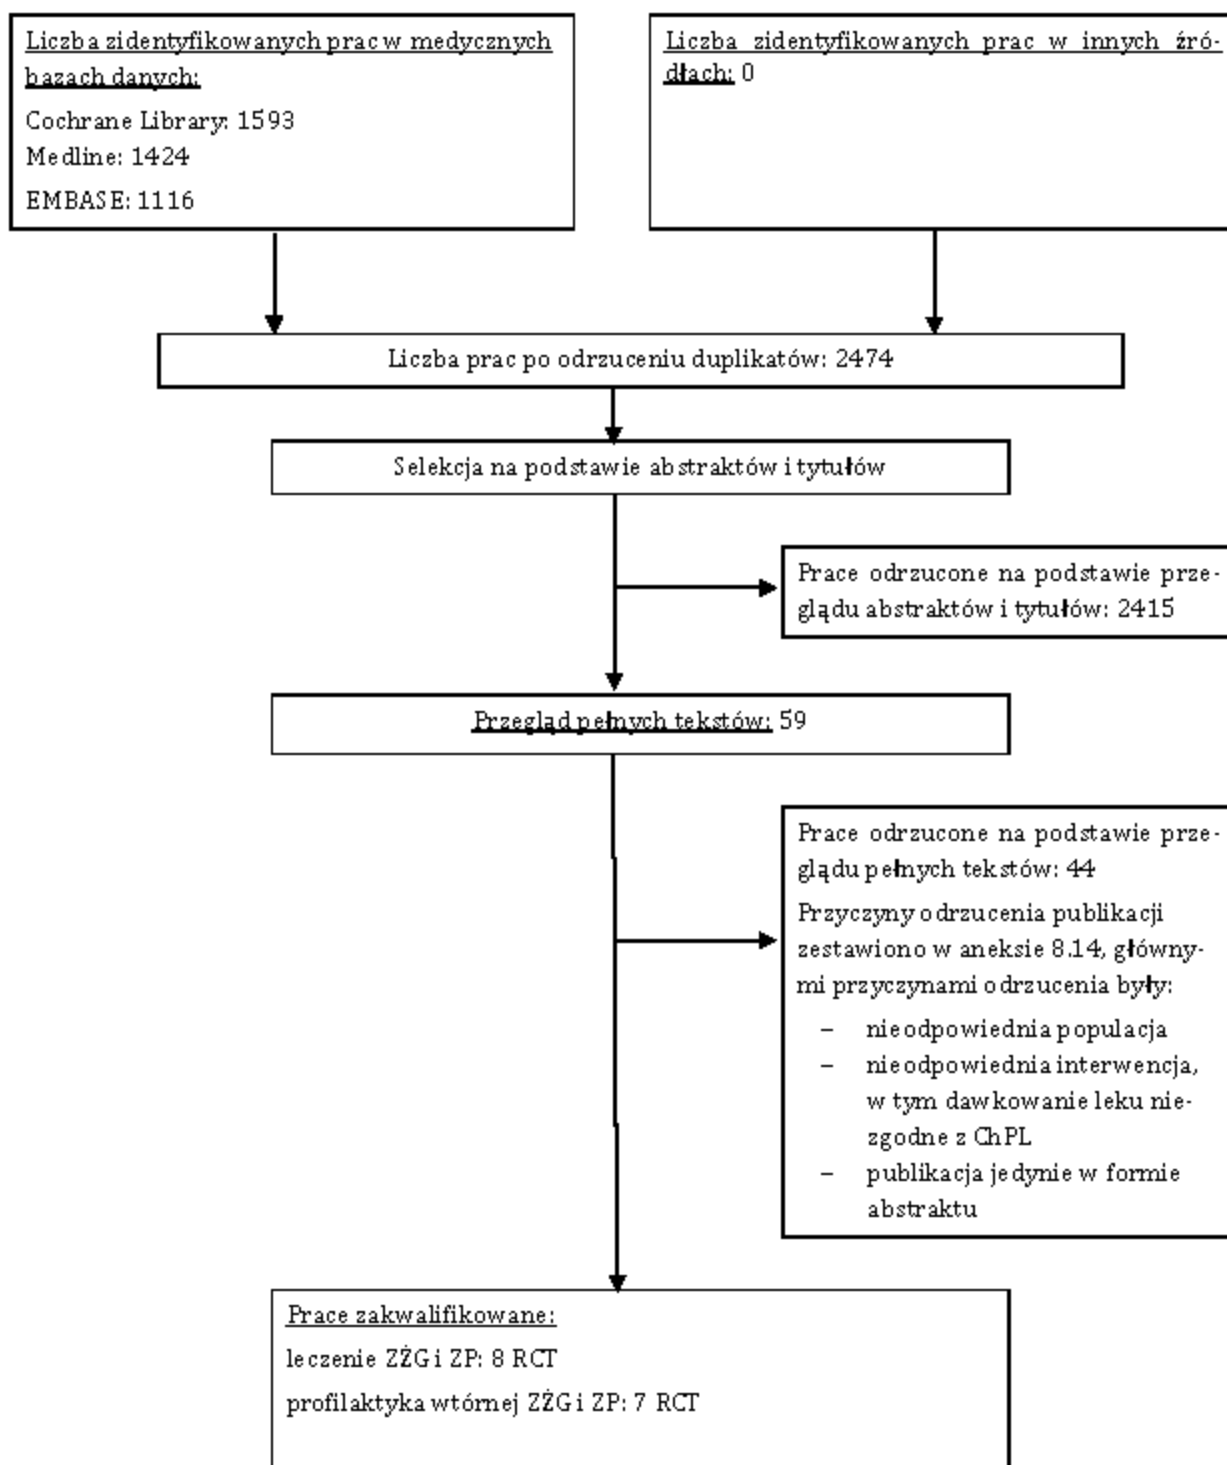 Liczba zidentyfikowanych prac w medycznych
bazach danych:
Cochrane Library: 1593
Medline: 1424
EMBASE: 1116
Liczba zidentyfikowanych prac w innych źró-
dłach: 0
Liczba prac po odrzuceniu duplikatów: 2474
Selekcja na podstawie abstraktów i tytułów
Prace odrzucone na podstawie prze-
glądu abstraktów i tytułów: 2415
Przegląd pełnych tekstów: 59
Prace odrzucone na podstawie prze-
glądu pełnych tekstów: 44
Przyczyny odrzucenia publikacji
zestawiono w aneksie 8.14, główny-
mi przyczynami odrzucenia były:
– nieodpowiednia populacja
– nieodpowiednia interwencja,
w tym dawkowanie leku nie-
zgodne z ChPL
– publikacja jedynie w formie
abstraktu
Prace zakwalifikowane:
leczenie ZŻG i ZP: 8 RCT
profilaktyka wtórnej ZŻG i ZP: 7 RCT